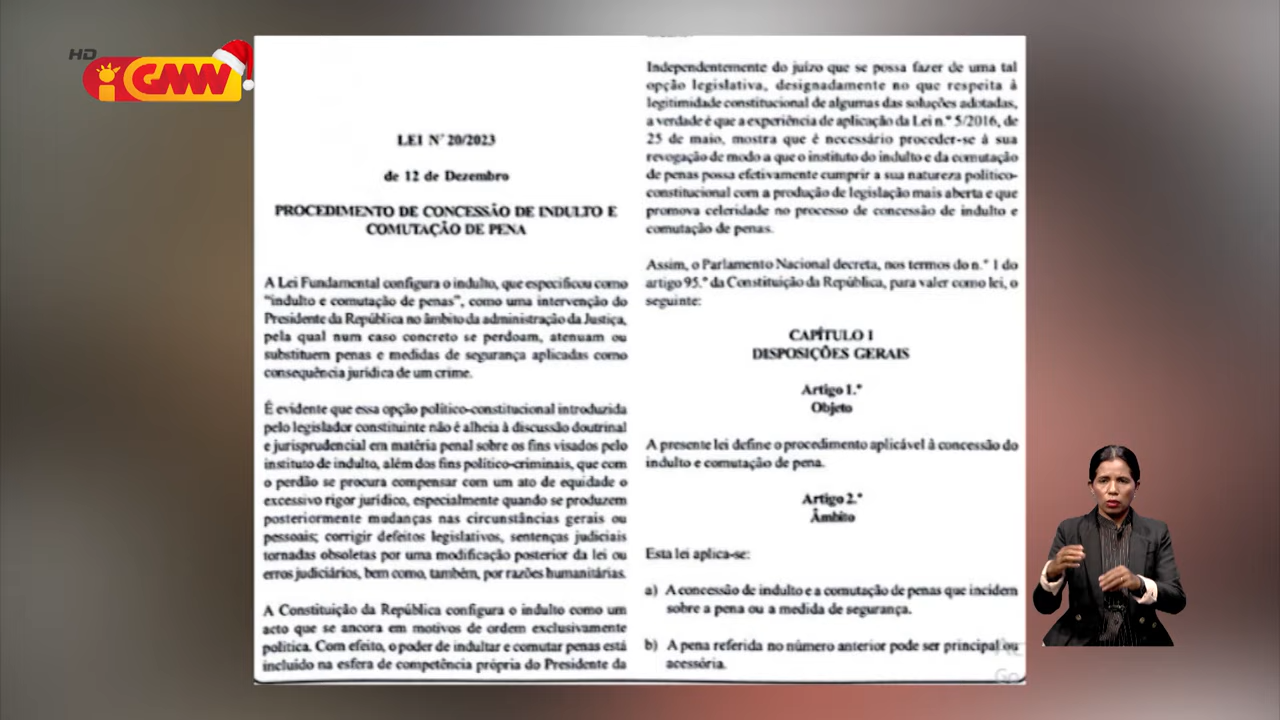 HD
GMN
LEI Nº 20/2023
de 12 de Dezembro
PROCEDIMENTO DE CONCESSÃO DE INDULTO E
COMUTAÇÃO DE PENA
A Lei Fundamental configura o indulto, que especificou como
“indulto e comutação de penas”, como uma intervenção do
Presidente da República no âmbito da administração da Justiça,
pela qual num caso concreto se perdoam, atenuam ou
substituem penas e medidas de segurança aplicadas como
consequência jurídica de um crime.
É evidente que essa opção político-constitucional introduzida
pelo legislador constituinte não é alheia à discussão doutrinal
e jurisprudencial em matéria penal sobre os fins visados pelo
instituto de indulto, além dos fins político-criminais, que com
o perdão se procura compensar com um ato de equidade o
excessivo rigor jurídico, especialmente quando se produzem
posteriormente mudanças nas circunstâncias gerais ou
pessoais; corrigir defeitos legislativos, sentenças judiciais
tornadas obsoletas por uma modificação posterior da lei ou
erros judiciários, bem como, também, por razões humanitárias.
A Constituição da República configura o indulto como um
acto que se ancora em motivos de ordem exclusivamente
política. Com efeito, o poder de indultar e comutar penas está
incluído na esfera de competência própria do Presidente da
Independentemente do juízo que se possa fazer de uma tal
opção legislativa, designadamente no que respeita à
legitimidade constitucional de algumas das soluções adotadas,
a verdade é que a experiência de aplicação da Lei n.º 5/2016, de
25 de maio, mostra que é necessário proceder-se à sua
revogação de modo a que o instituto do indulto e da comutação
de penas possa efetivamente cumprir a sua natureza político-
constitucional com a produção de legislação mais aberta e que
promova celeridade no processo de concessão de indulto e
comutação de penas.
Assim, o Parlamento Nacional decreta, nos termos do n.º 1 do
artigo 95.º da Constituição da República, para valer como lei, o
seguinte:
CAPÍTULO I
DISPOSIÇÕES GERAIS
Artigo 1.º
Objeto
A presente lei define o procedimento aplicável à concessão do
indulto e comutação de pena.
Artigo 2.º
Âmbito
Esta lei aplica-se:
a) A concessão de indulto e a comutação de penas que incidem
sobre a pena ou a medida de segurança.
b) A pena referida no número anterior pode ser principal ou
acessória.